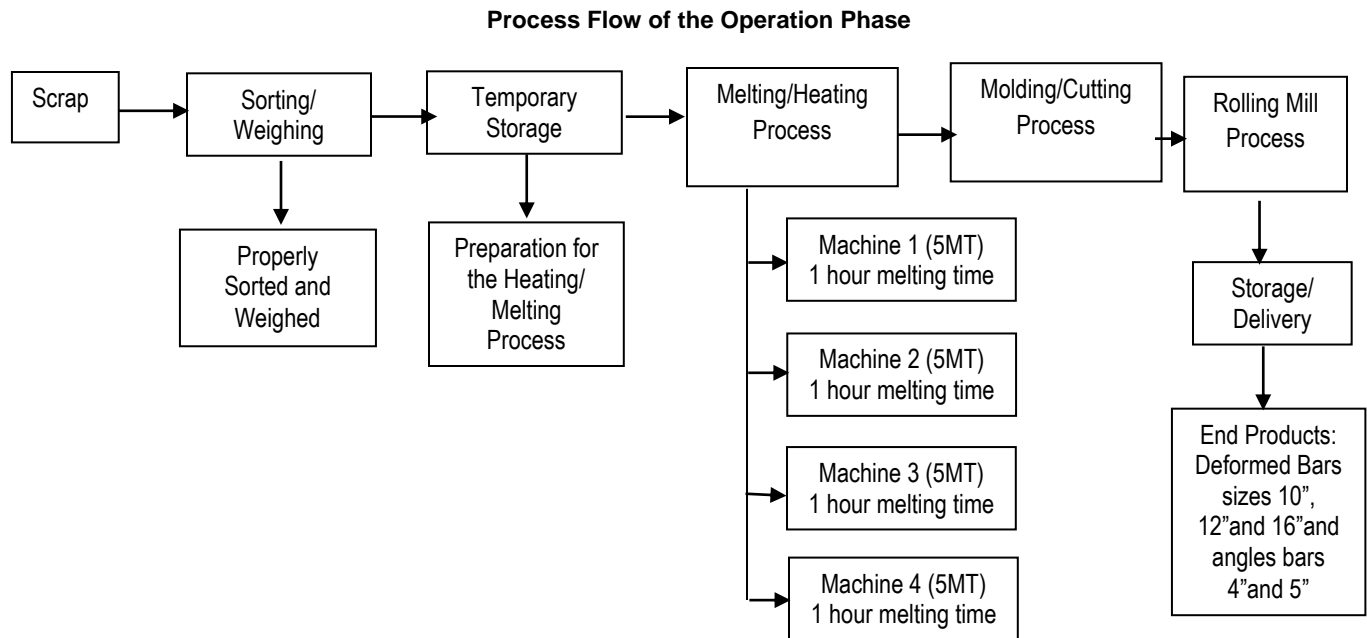 Process Flow of the Operation Phase
Scrap
Sorting/
Weighing
Temporary
Storage
Melting/Heating
Process
Molding/Cutting
Process
Rolling Mill
Process
Properly
Sorted and
Weighed
Preparation for
the Heating/
Melting
Process
Machine 1 (5MT)
1 hour melting time
Machine 2 (5MT)
1 hour melting time
Machine 3 (5MT)
1 hour melting time
Machine 4 (5MT)
1 hour melting time
Storage/
Delivery
End Products:
Deformed Bars
sizes 10”,
12”and 16”and
angles bars
4”and 5”